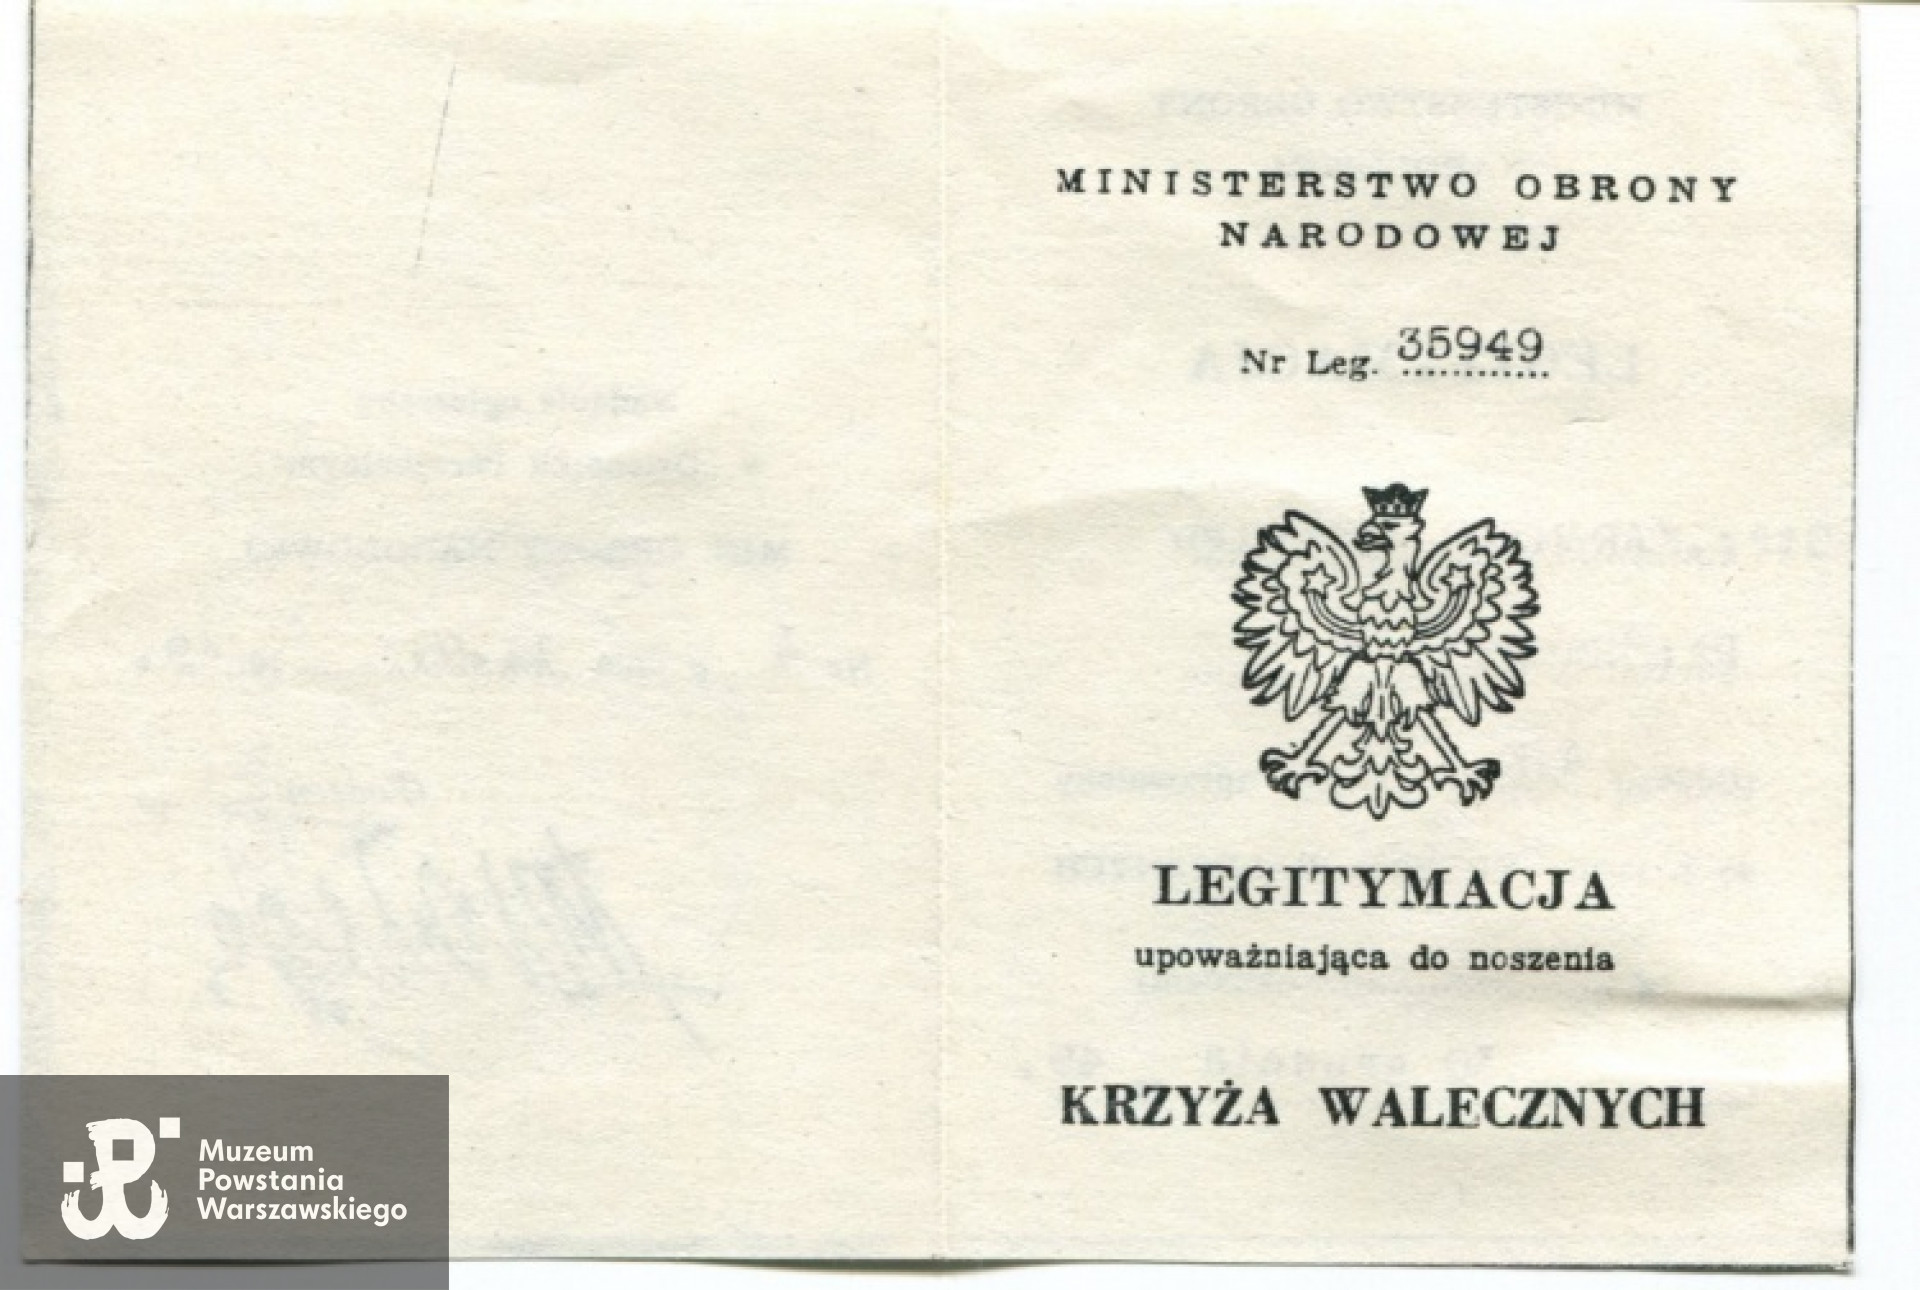 MINISTERSTWO OBRONY
NARODOWEJ
Nr Leg. 35949
LEGITYMACJA
upoważniająca do noszenia
KRZYŻA WALECZNYCH
Muzeum
Powstania
Warszawskiego